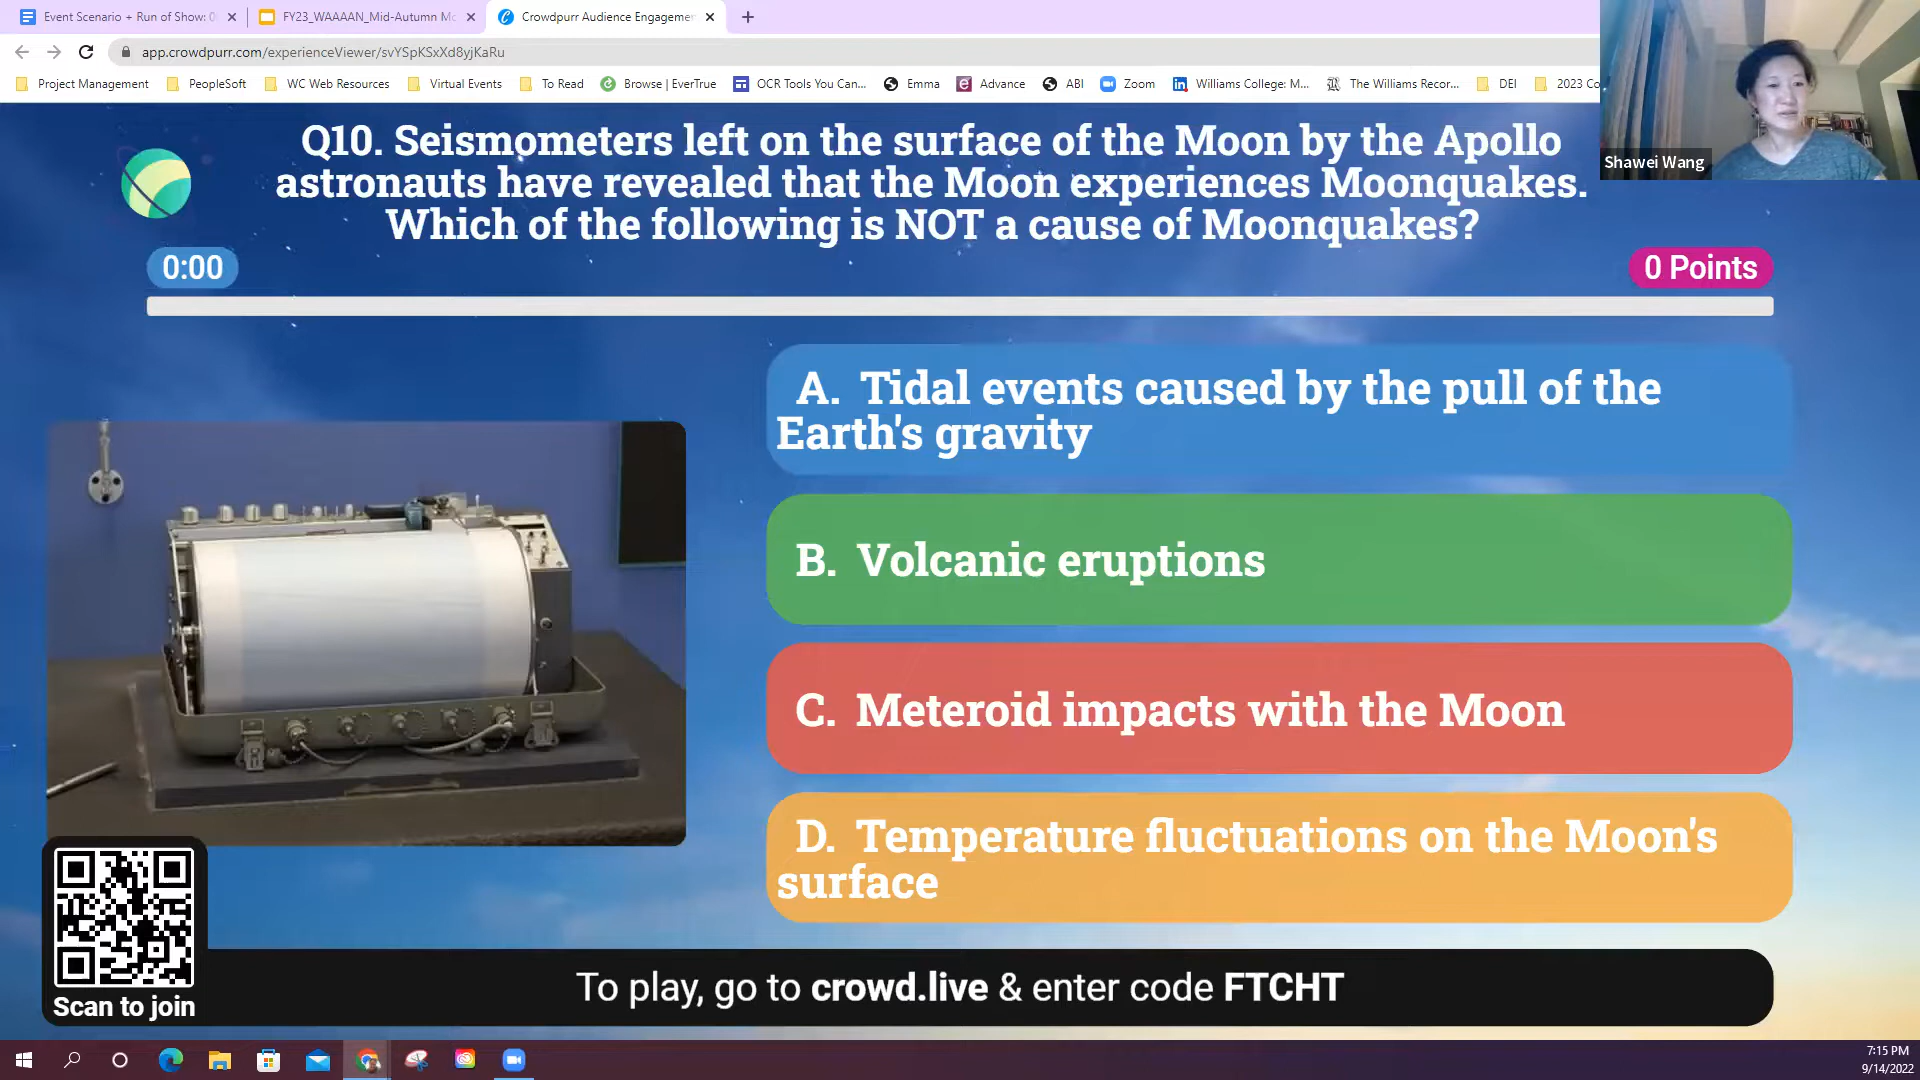 Event Scenario + Run of Show: 0
FY23_WAAAAN_Mid-Autumn Mo
Crowdpurr Audience Engagemen
app.crowdpurr.com/experienceViewer/svYSpKSxXd8yjKaRu
Project Management
PeopleSoft
WC Web Resources
Virtual Events
To Read
Browse | EverTrue
OCR Tools You Can...
Emma
Advance
ABI
Zoom
Williams College: M...
The Williams Recor...
DEI
2023 Co
Shawei Wang
Q10. Seismometers left on the surface of the Moon by the Apollo
astronauts have revealed that the Moon experiences Moonquakes.
Which of the following is NOT a cause of Moonquakes?
0:00
0 Points
A. Tidal events caused by the pull of the
Earth's gravity
B. Volcanic eruptions
C. Meteroid impacts with the Moon
D. Temperature fluctuations on the Moon's
surface
Scan to join
To play, go to crowd.live & enter code FTCHT
7:15 PM
9/14/2022